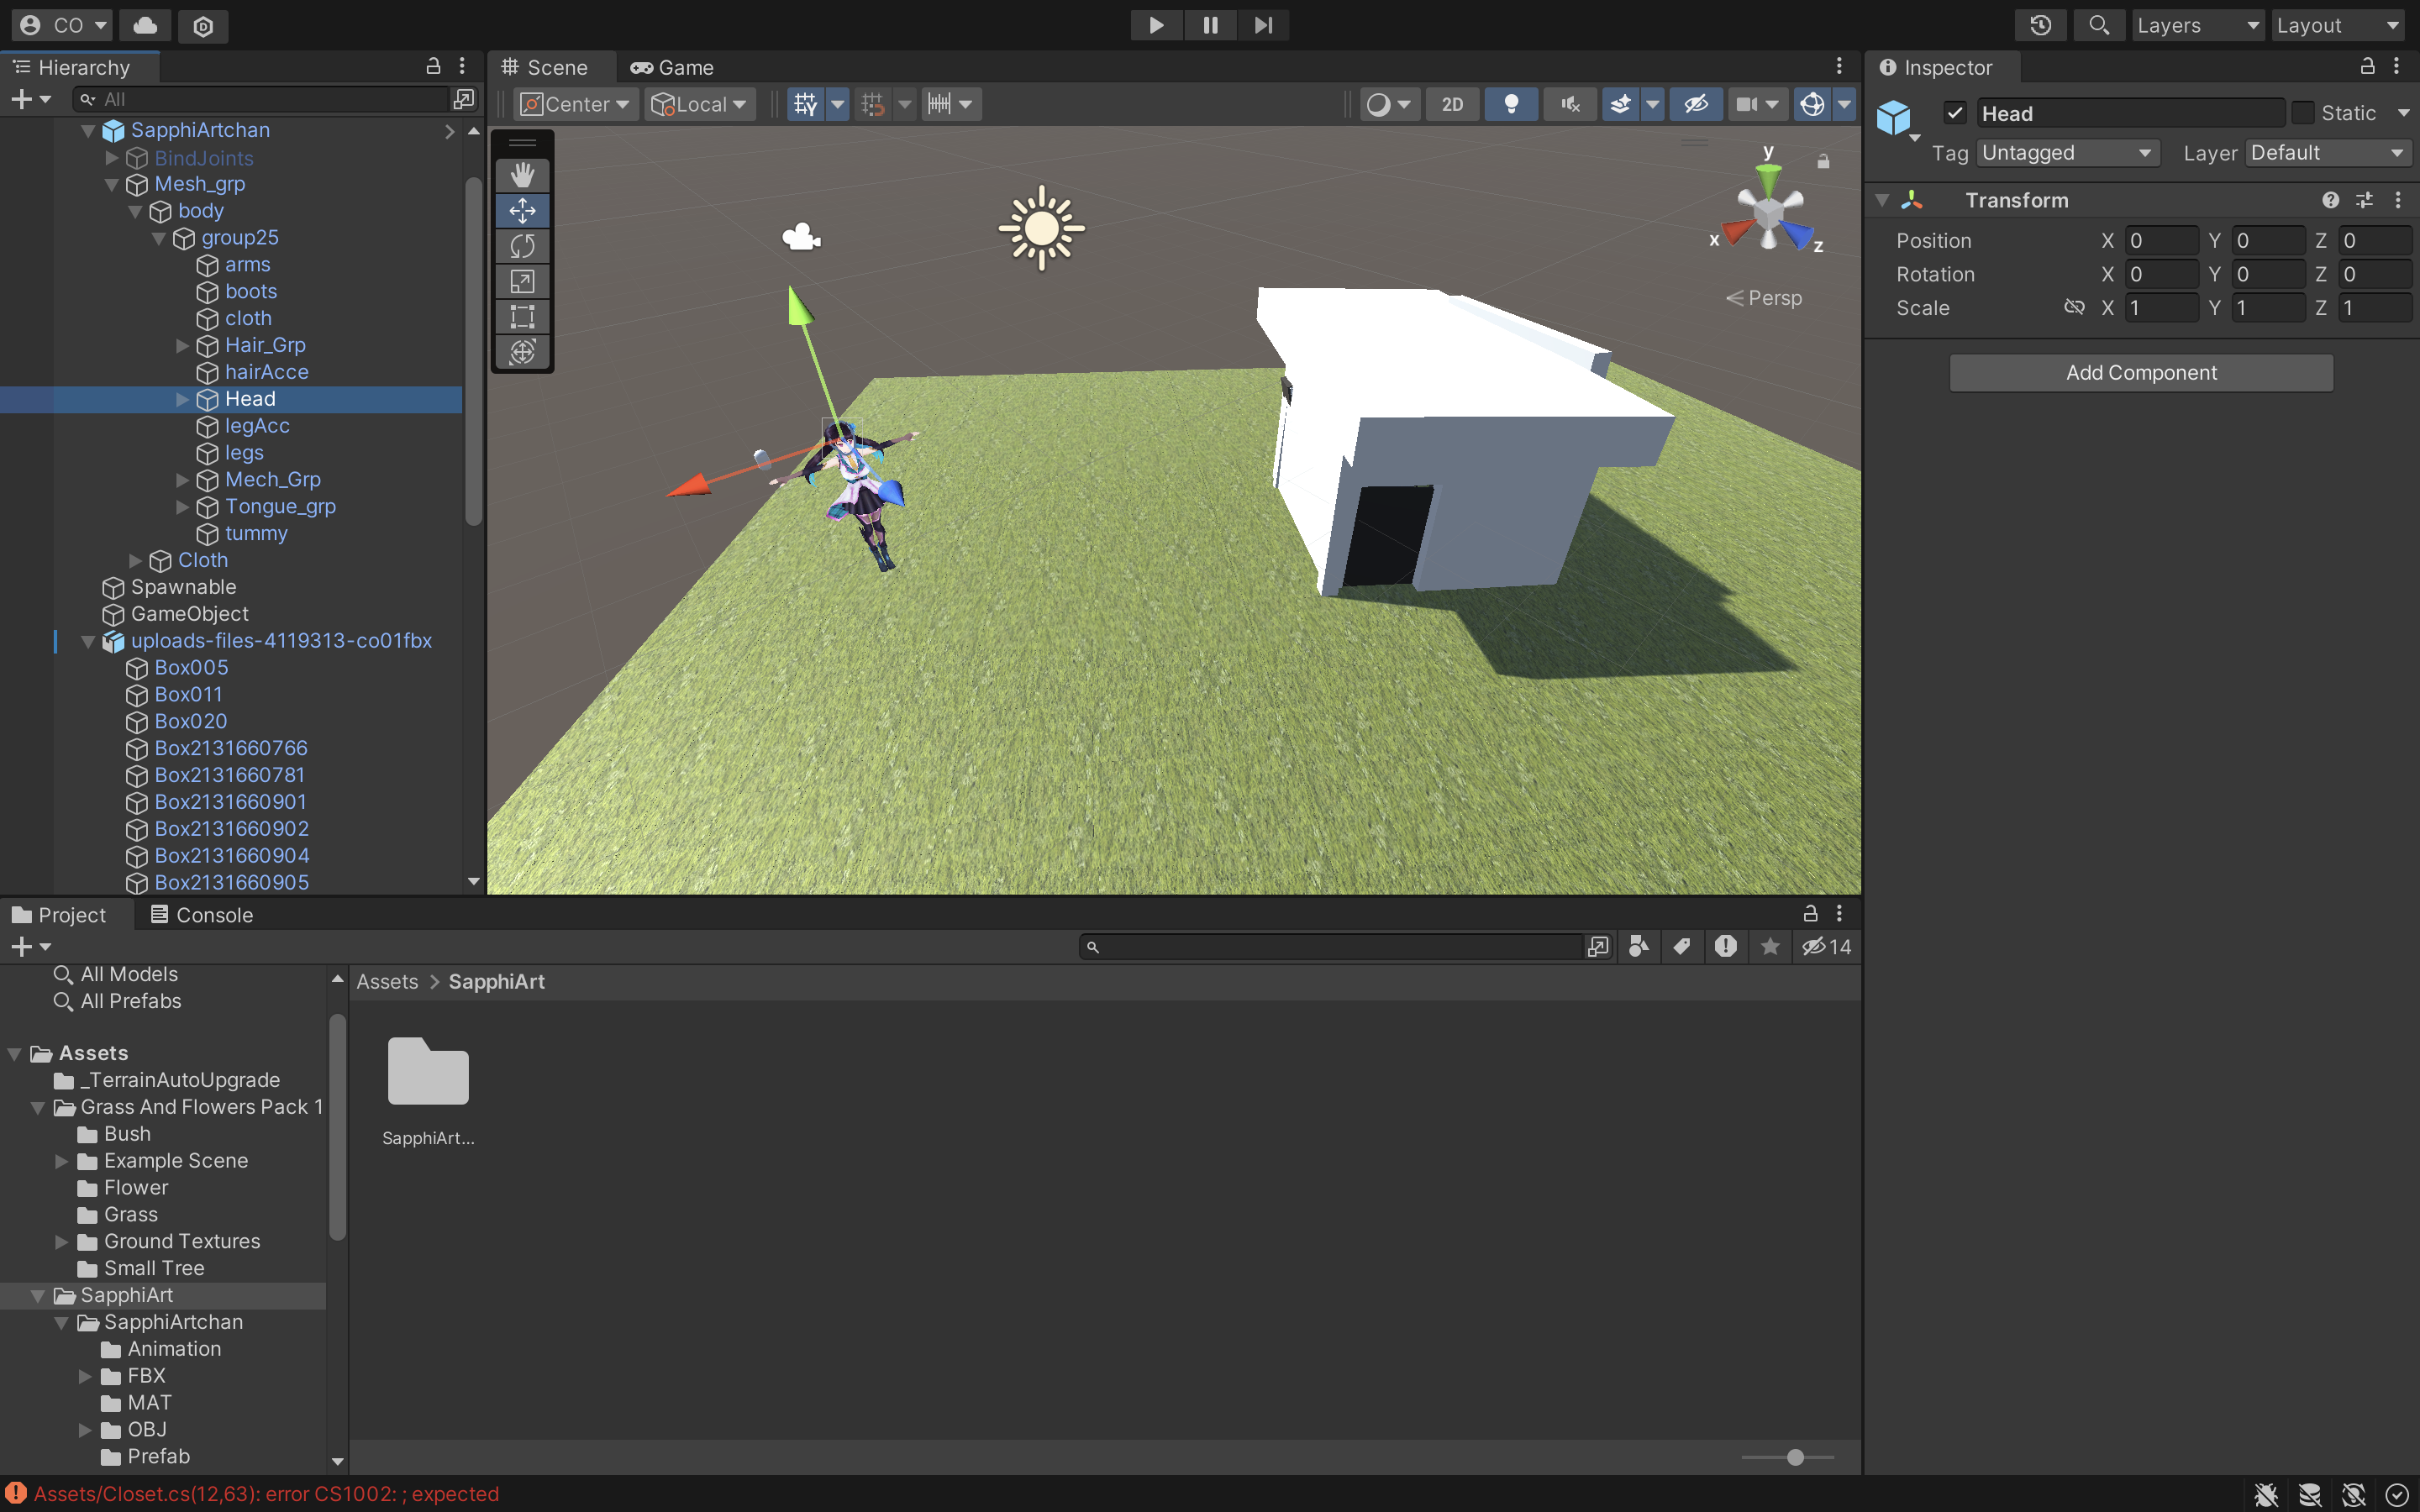 CO
Layers
Layout
Hierarchy
All
SapphiArtchan
BindJoints
Mesh_grp
body
group25
arms
boots
cloth
Hair_Grp
hairAcce
Head
legAcc
legs
Mech_Grp
Tongue_grp
tummy
Cloth
Spawnable
GameObject
uploads-files-4119313-co01fbx
Box005
Box011
Box020
Box2131660766
Box2131660781
Box2131660901
Box2131660902
Box2131660904
Box2131660905
Scene
Game
Center
Local
2D
y
x
z
Persp
Inspector
Head
Static
Tag Untagged
Layer Default
Transform
Position X 0 Y 0 Z 0
Rotation X 0 Y 0 Z 0
Scale X 1 Y 1 Z 1
Add Component
Project
Console
14
All Models
All Prefabs
Assets
_TerrainAutoUpgrade
Grass And Flowers Pack 1
Bush
Example Scene
Flower
Grass
Ground Textures
Small Tree
SapphiArt
SapphiArtchan
Animation
FBX
MAT
OBJ
Prefab
Assets > SapphiArt
SapphiArt...
Assets/Closet.cs(12,63): error CS1002: ; expected